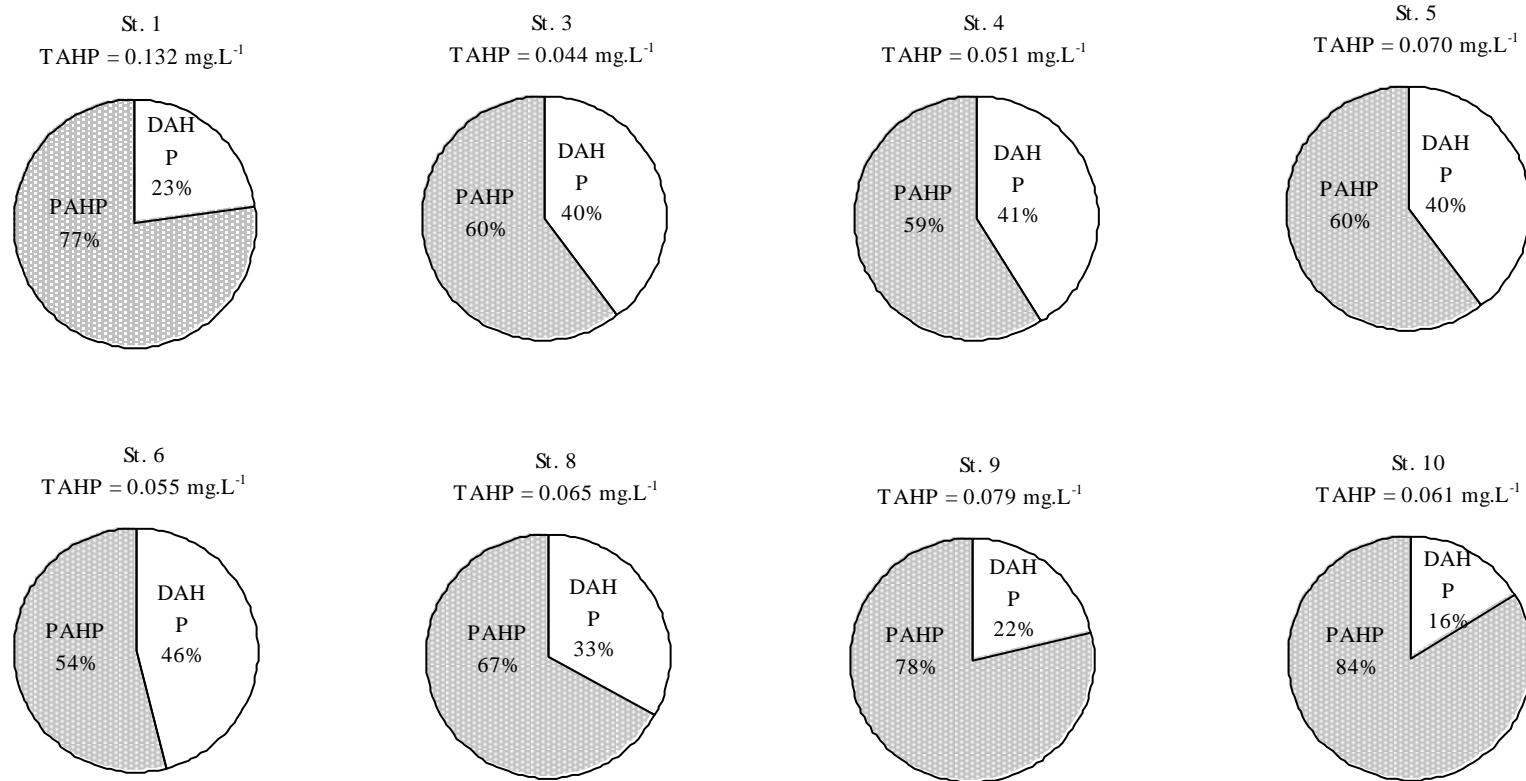 St. 1
TAHP = 0.132 mg.L⁻¹
DAH
P
23%
PAHP
77%
St. 3
TAHP = 0.044 mg.L⁻¹
DAH
P
40%
PAHP
60%
St. 4
TAHP = 0.051 mg.L⁻¹
DAH
P
41%
PAHP
59%
St. 5
TAHP = 0.070 mg.L⁻¹
DAH
P
40%
PAHP
60%
St. 6
TAHP = 0.055 mg.L⁻¹
DAH
P
46%
PAHP
54%
St. 8
TAHP = 0.065 mg.L⁻¹
DAH
P
33%
PAHP
67%
St. 9
TAHP = 0.079 mg.L⁻¹
DAH
P
22%
PAHP
78%
St. 10
TAHP = 0.061 mg.L⁻¹
DAH
P
16%
PAHP
84%